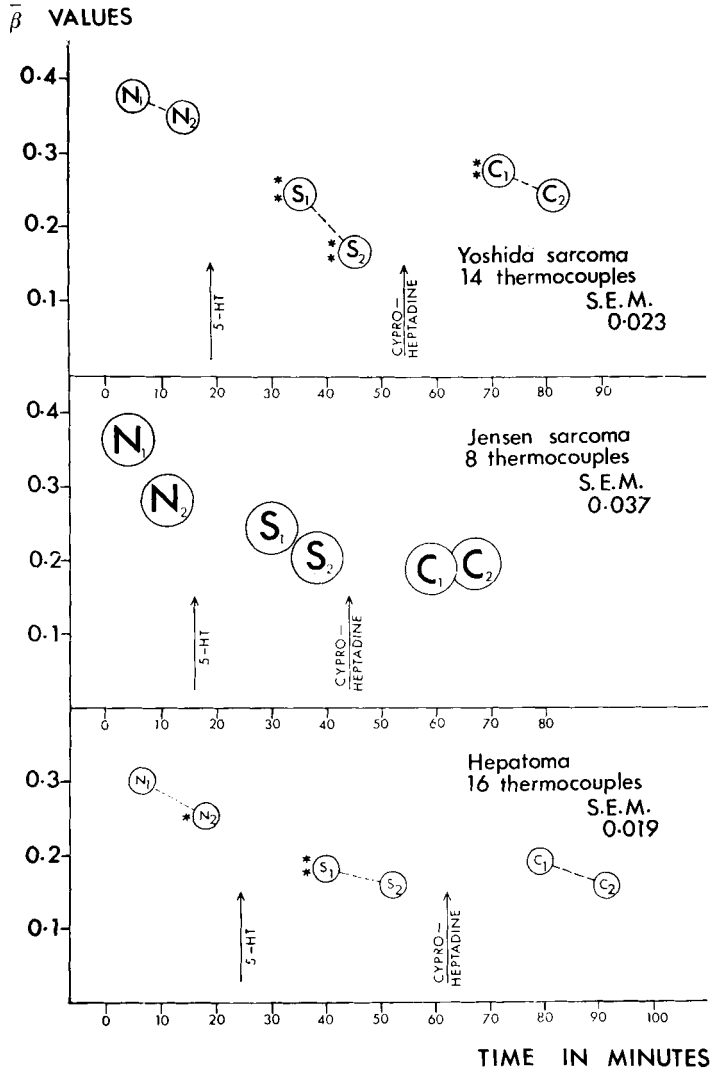 β̄ VALUES
0.4
0.3
0.2
0.1
N1
N2
* *
S1
* *
S2
* *
C1
C2
5-HT
CYPRO-
HEPTADINE
Yoshida sarcoma
14 thermocouples
S.E.M.
0·023
0 10 20 30 40 50 60 70 80 90
0.4
0.3
0.2
0.1
N1
N2
S1
S2
C1
C2
5-HT
CYPRO-
HEPTADINE
Jensen sarcoma
8 thermocouples
S.E.M.
0·037
0 10 20 30 40 50 60 70 80
0.3
0.2
0.1
N1
* N2
* *
S1
S2
C1
C2
5-HT
CYPRO-
HEPTADINE
Hepatoma
16 thermocouples
S.E.M.
0·019
0 10 20 30 40 50 60 70 80 90 100
TIME IN MINUTES